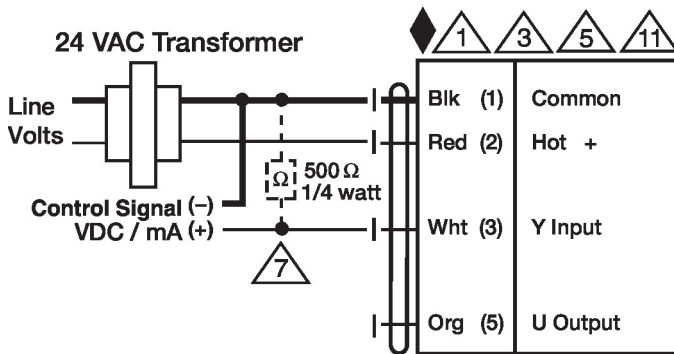 24 VAC Transformer
1 3 5 11
Line
Volts
Blk (1) Common
Red (2) Hot +
Ω 500 Ω
1/4 watt
Control Signal (–)
VDC / mA (+)
Wht (3) Y Input
7
Org (5) U Output